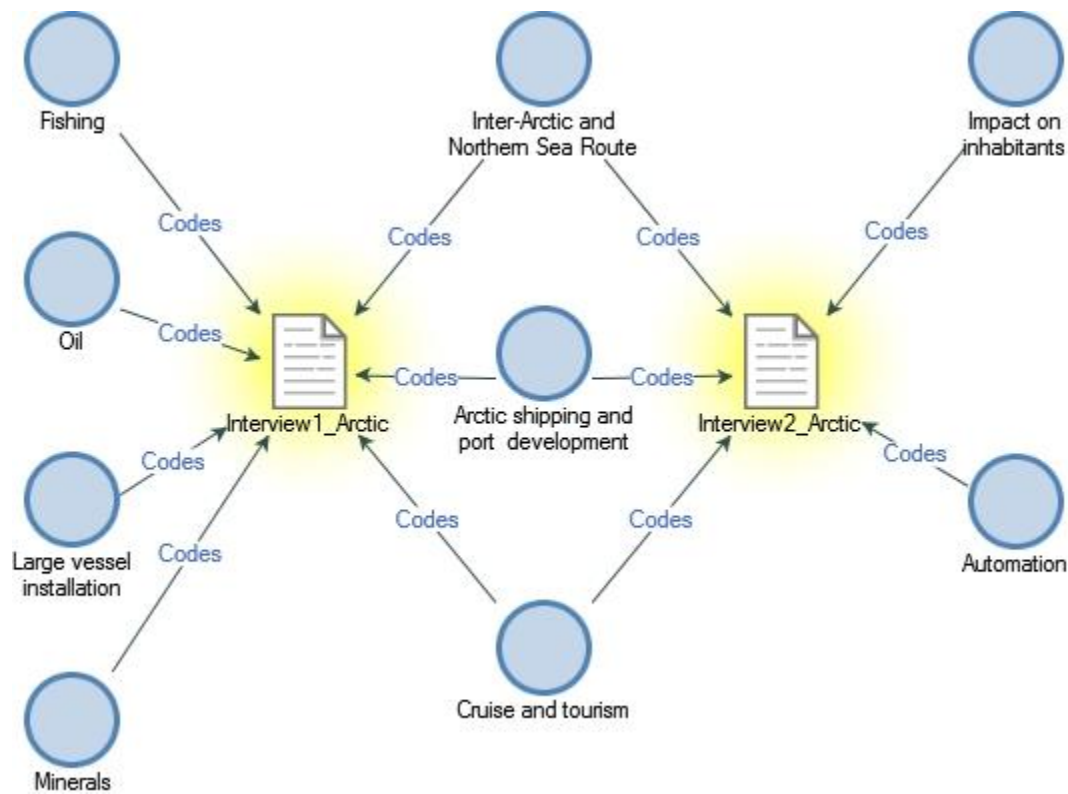 Fishing
Inter-Arctic and
Northern Sea Route
Impact on
inhabitants
Codes
Codes
Codes
Codes
Oil
Codes
Codes
Codes
Interview1_Arctic
Arctic shipping and
port development
Interview2_Arctic
Codes
Codes
Large vessel
installation
Codes
Codes
Codes
Automation
Cruise and tourism
Minerals